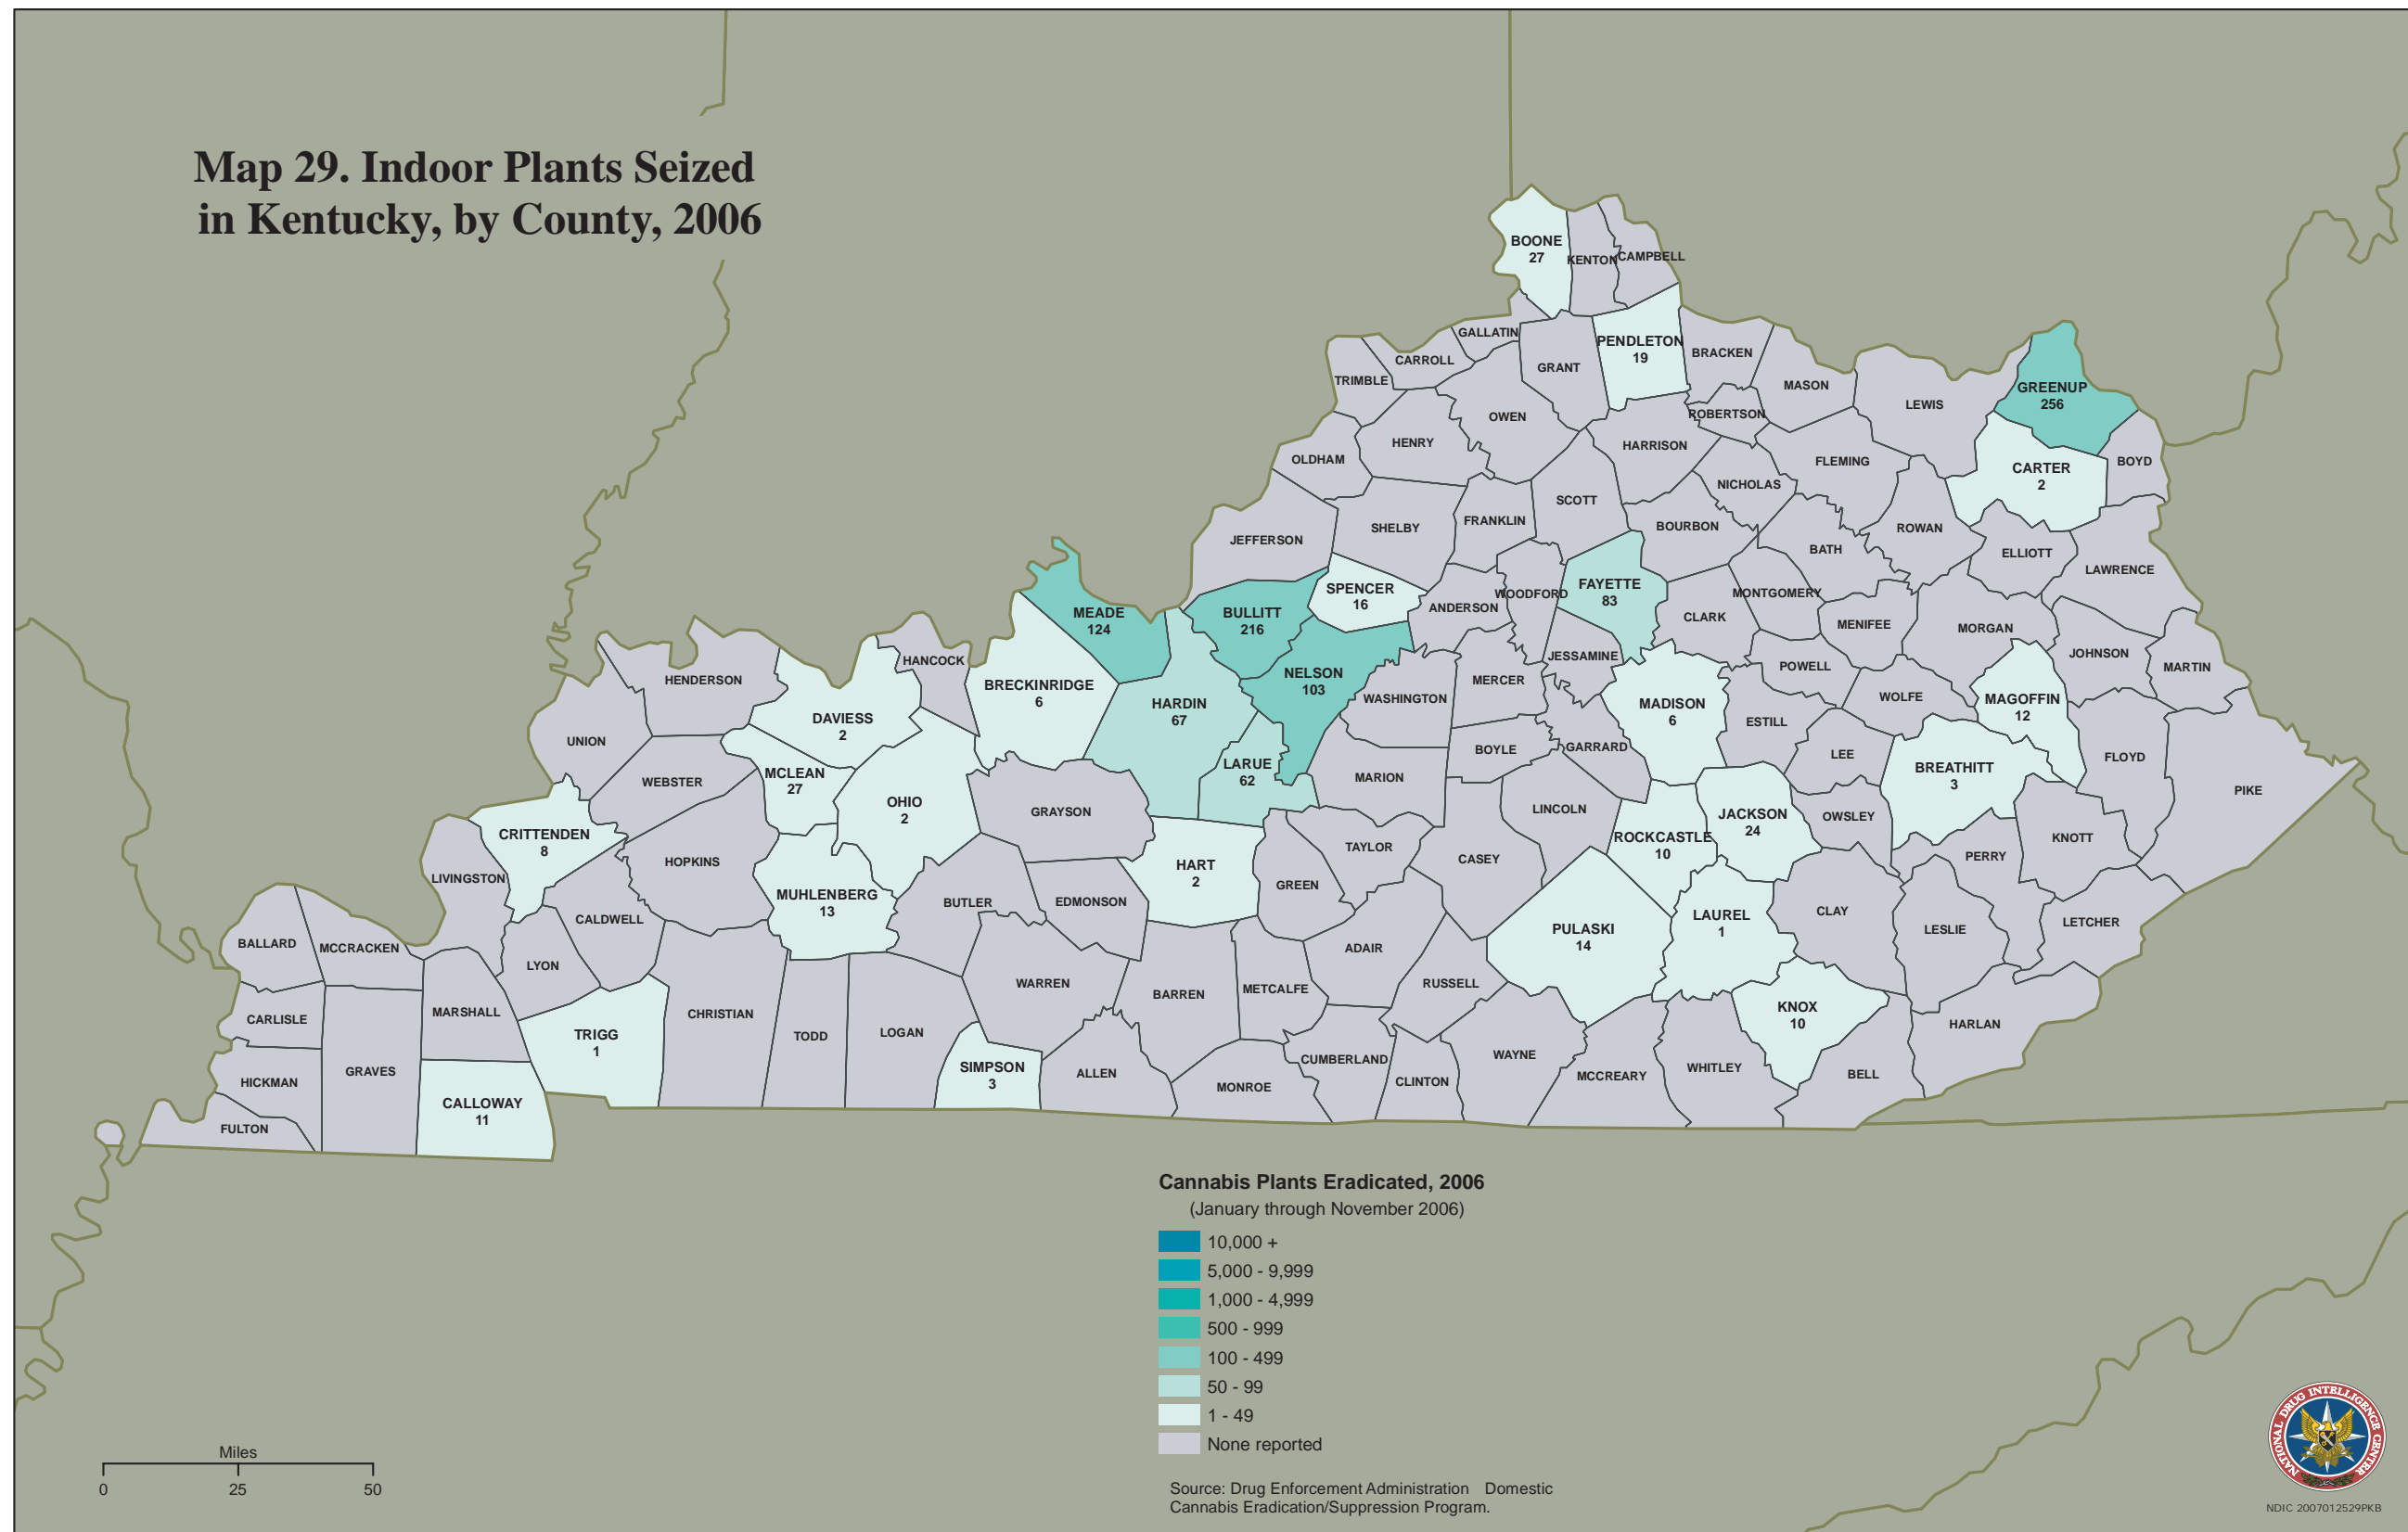 Map 29. Indoor Plants Seized
in Kentucky, by County, 2006
BOONE
27
KENTON
CAMPBELL
GALLATIN
CARROLL
TRIMBLE
GRANT
PENDLETON
19
BRACKEN
MASON
ROBERTSON
LEWIS
GREENUP
256
OWEN
HENRY
OLDHAM
HARRISON
FLEMING
CARTER
2
BOYD
NICHOLAS
SCOTT
SHELBY
FRANKLIN
BOURBON
ROWAN
JEFFERSON
BATH
ELLIOTT
LAWRENCE
SPENCER
16
FAYETTE
83
WOODFORD
ANDERSON
MONTGOMERY
CLARK
MENIFEE
MORGAN
MEADE
124
BULLITT
216
JESSAMINE
POWELL
JOHNSON
MARTIN
HANCOCK
HENDERSON
BRECKINRIDGE
6
NELSON
103
HARDIN
67
WASHINGTON
MERCER
MADISON
6
WOLFE
MAGOFFIN
12
DAVIESS
2
ESTILL
UNION
BOYLE
GARRARD
LEE
FLOYD
WEBSTER
MCLEAN
27
LARUE
62
MARION
BREATHITT
3
PIKE
OHIO
2
GRAYSON
LINCOLN
JACKSON
24
OWSLEY
CRITTENDEN
8
ROCKCASTLE
10
KNOTT
HOPKINS
TAYLOR
CASEY
PERRY
LIVINGSTON
HART
2
GREEN
MUHLENBERG
13
BUTLER
EDMONSON
CALDWELL
LAUREL
1
CLAY
LETCHER
PULASKI
14
LESLIE
BALLARD
MCCRACKEN
ADAIR
LYON
WARREN
BARREN
METCALFE
RUSSELL
CARLISLE
MARSHALL
CHRISTIAN
KNOX
10
HARLAN
TRIGG
1
TODD
LOGAN
SIMPSON
3
CUMBERLAND
WAYNE
HICKMAN
GRAVES
ALLEN
MONROE
CLINTON
MCCREARY
WHITLEY
BELL
CALLOWAY
11
FULTON
Cannabis Plants Eradicated, 2006
(January through November 2006)
10,000 +
5,000 - 9,999
1,000 - 4,999
500 - 999
100 - 499
50 - 99
1 - 49
None reported
Miles
0 25 50
Source: Drug Enforcement Administration Domestic
Cannabis Eradication/Suppression Program.
NATIONAL DRUG INTELLIGENCE CENTER
NDIC 2007012529PKB